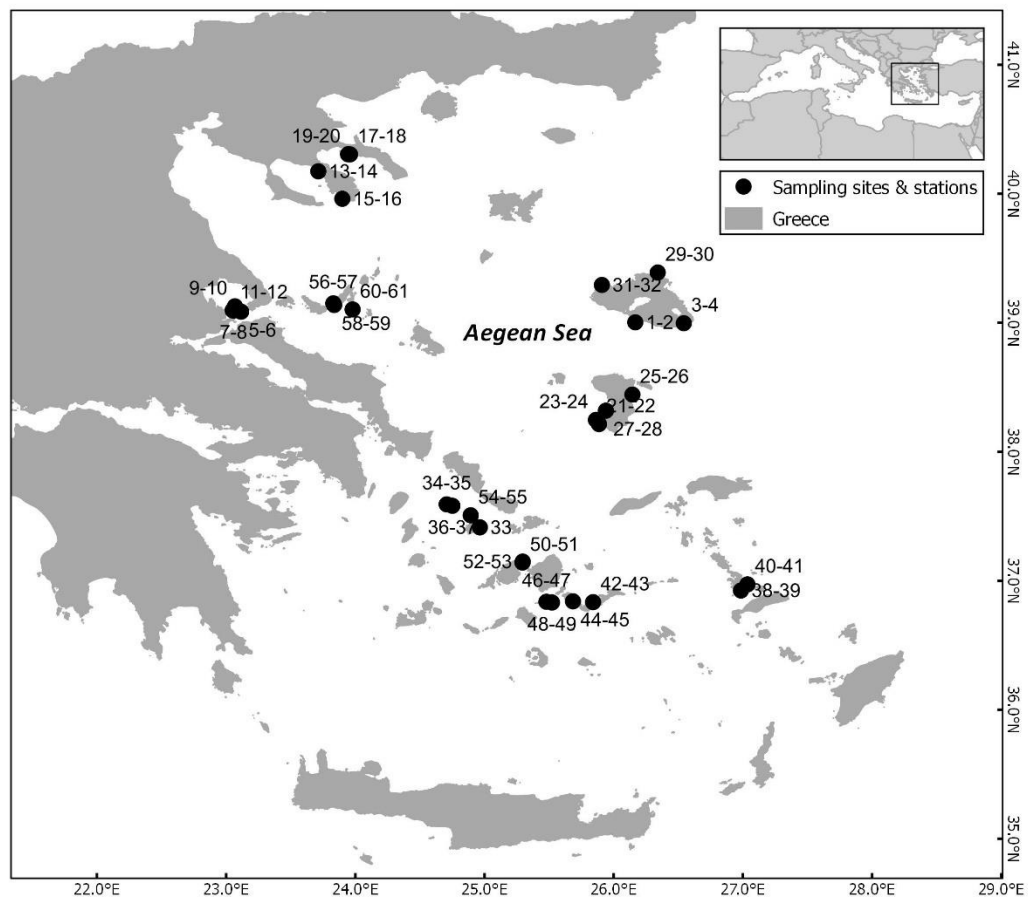 41.0°N
Sampling sites & stations
Greece
19-20
17-18
13-14
40.0°N
15-16
29-30
56-57
31-32
9-10
11-12
60-61
3-4
58-59
39.0°N
7-8
5-6
Aegean Sea
1-2
25-26
23-24
21-22
27-28
38.0°N
34-35
54-55
36-37
33
50-51
52-53
40-41
46-47
42-43
37.0°N
38-39
48-49
44-45
36.0°N
35.0°N
22.0°E
23.0°E
24.0°E
25.0°E
26.0°E
27.0°E
28.0°E
29.0°E